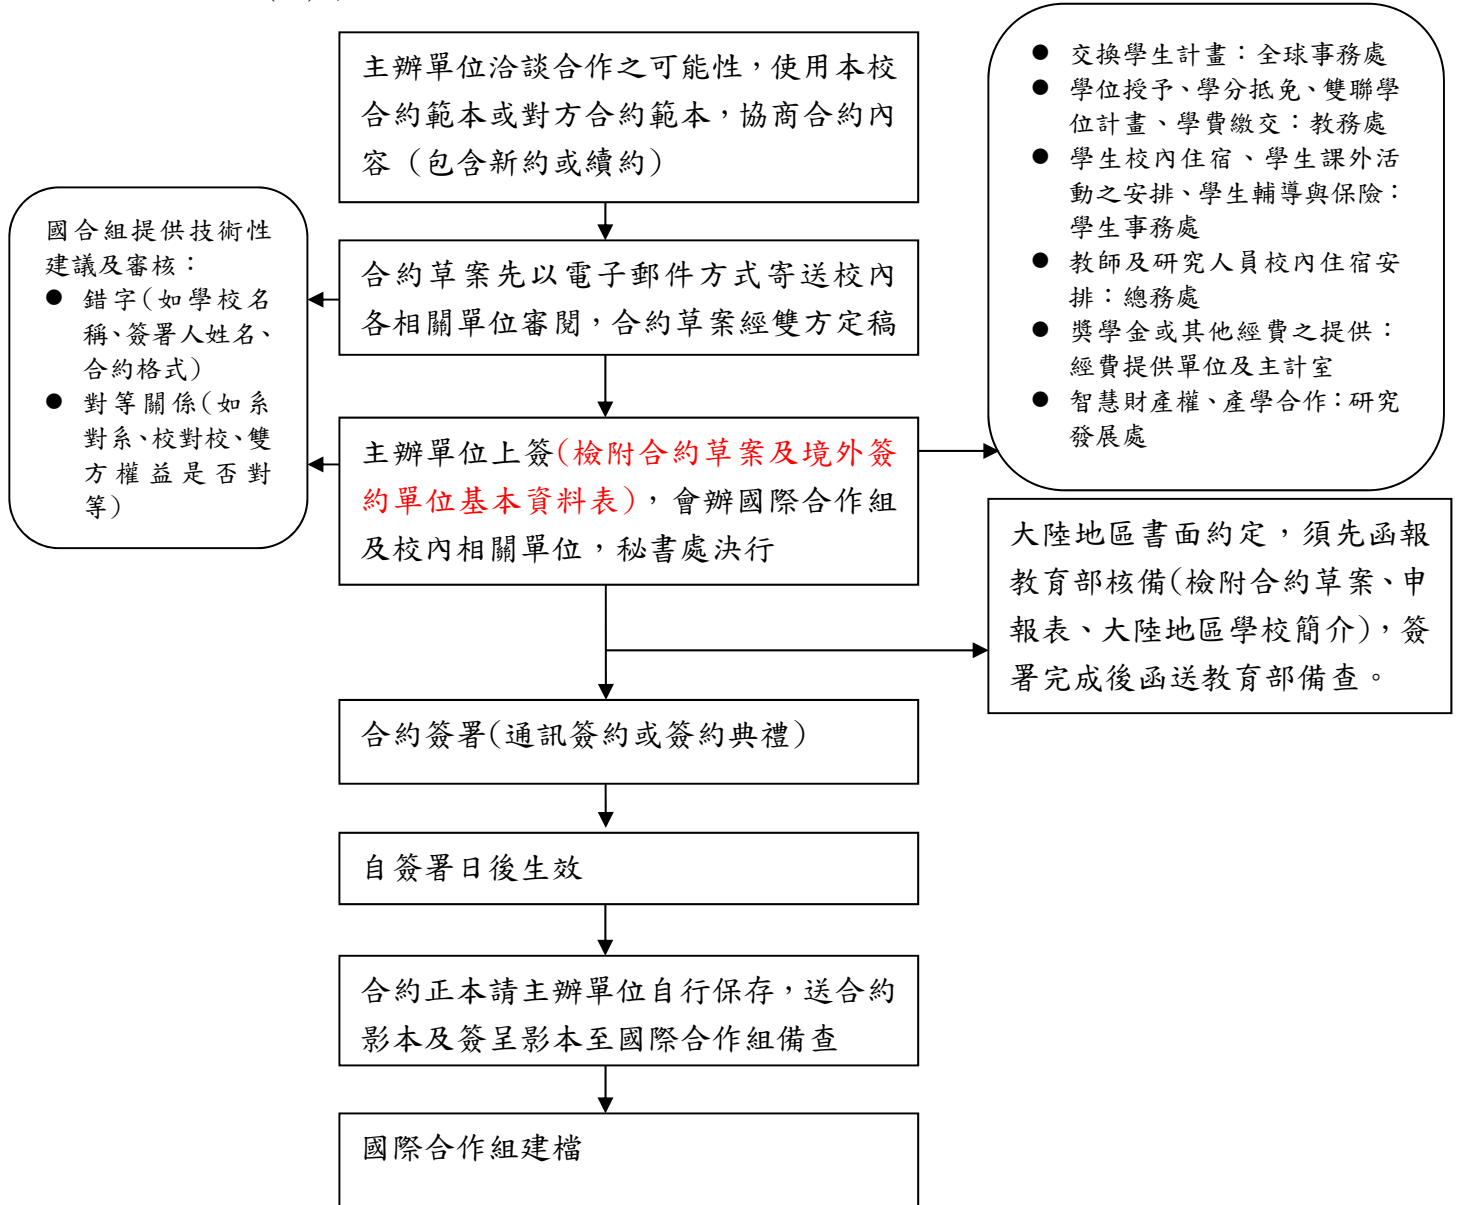 主辦單位洽談合作之可能性，使用本校
合約範本或對方合約範本，協商合約內
容（包含新約或續約）
國合組提供技術性
建議及審核：
● 錯字(如學校名
稱、簽署人姓名、
合約格式)
● 對等關係(如系
對系、校對校、雙
方權益是否對
等)
合約草案先以電子郵件方式寄送校內
各相關單位審閱，合約草案經雙方定稿
主辦單位上簽(檢附合約草案及境外簽
約單位基本資料表)，會辦國際合作組
及校內相關單位，秘書處決行
● 交換學生計畫：全球事務處
● 學位授予、學分抵免、雙聯學
位計畫、學費繳交：教務處
● 學生校內住宿、學生課外活
動之安排、學生輔導與保險：
學生事務處
● 教師及研究人員校內住宿安
排：總務處
● 獎學金或其他經費之提供：
經費提供單位及主計室
● 智慧財產權、產學合作：研究
發展處
大陸地區書面約定，須先函報
教育部核備(檢附合約草案、申
報表、大陸地區學校簡介)，簽
署完成後函送教育部備查。
合約簽署(通訊簽約或簽約典禮)
自簽署日後生效
合約正本請主辦單位自行保存，送合約
影本及簽呈影本至國際合作組備查
國際合作組建檔